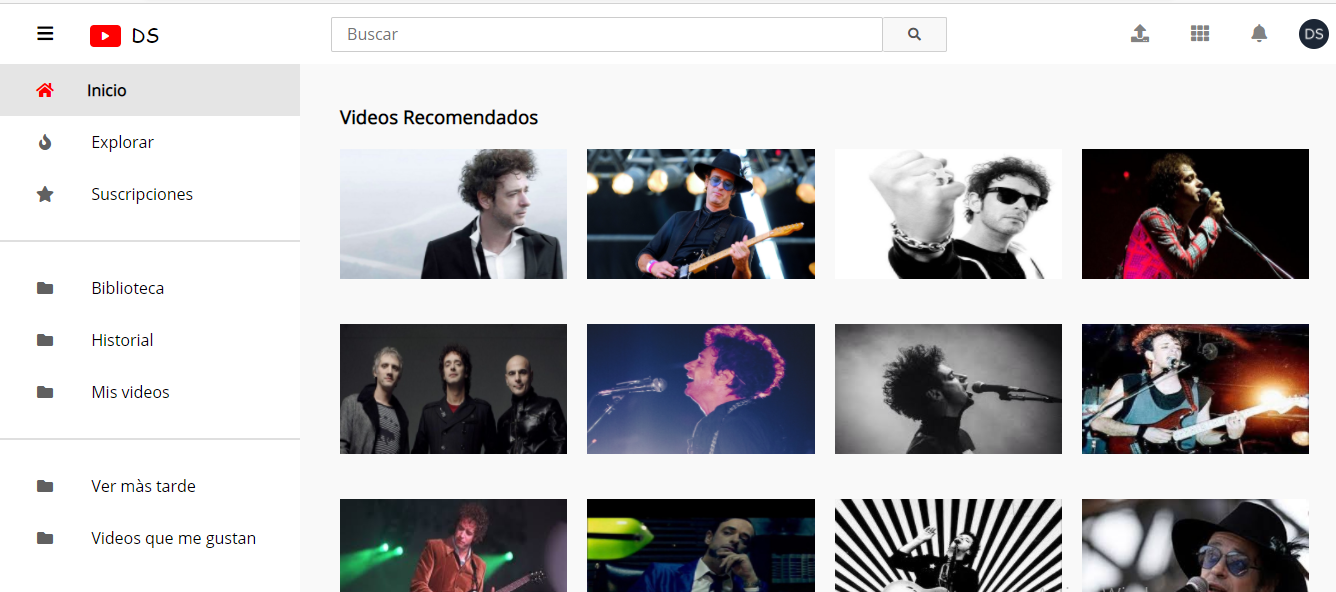 DS
Buscar
DS
Inicio
Explorar
Suscripciones
Biblioteca
Historial
Mis videos
Ver màs tarde
Videos que me gustan
Videos Recomendados